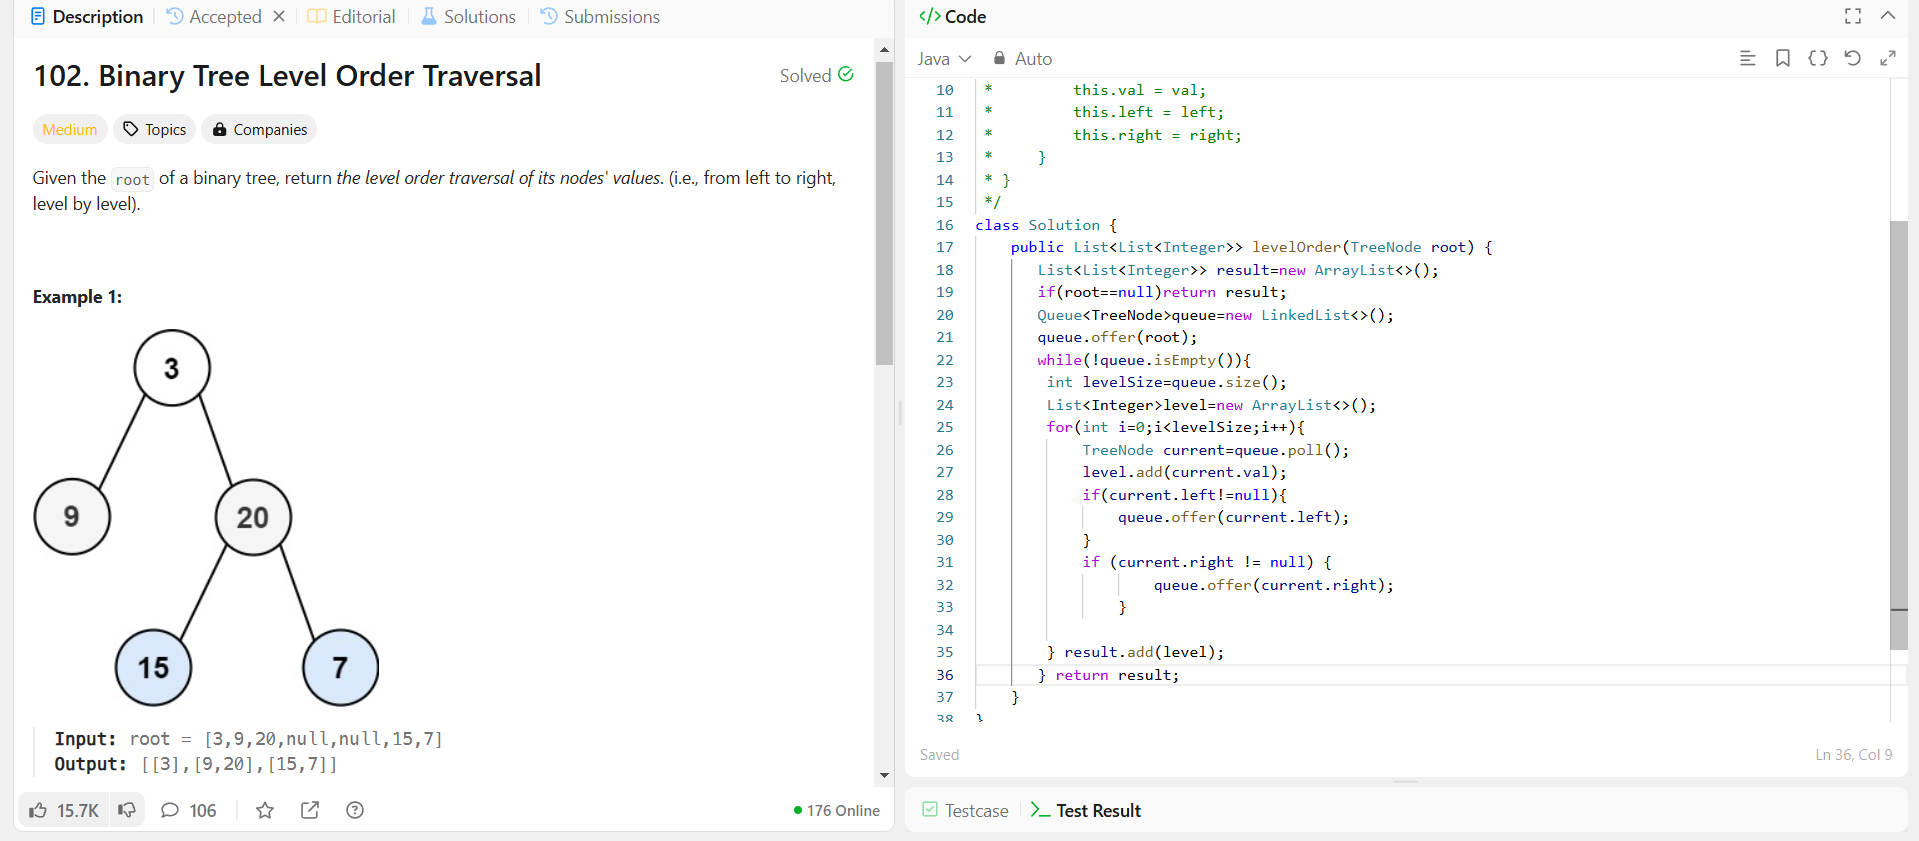 Description
Accepted
Editorial
Solutions
Submissions
102. Binary Tree Level Order Traversal
Solved
Medium
Topics
Companies
Given the root of a binary tree, return the level order traversal of its nodes' values. (i.e., from left to right,
level by level).
Example 1:
3
9
20
15
7
Input: root = [3,9,20,null,null,15,7]
Output: [[3],[9,20],[15,7]]
15.7K
106
176 Online
</> Code
Java
Auto
10 *         this.val = val;
11 *         this.left = left;
12 *         this.right = right;
13 *     }
14 * }
15 */
16 class Solution {
17     public List<List<Integer>> levelOrder(TreeNode root) {
18        List<List<Integer>> result=new ArrayList<>();
19        if(root==null)return result;
20        Queue<TreeNode>queue=new LinkedList<>();
21        queue.offer(root);
22        while(!queue.isEmpty()){
23         int levelSize=queue.size();
24         List<Integer>level=new ArrayList<>();
25         for(int i=0;i<levelSize;i++){
26             TreeNode current=queue.poll();
27             level.add(current.val);
28             if(current.left!=null){
29                 queue.offer(current.left);
30             }
31             if (current.right != null) {
32                     queue.offer(current.right);
33                 }
34
35         } result.add(level);
36        } return result;
37     }
38 }
Saved
Ln 36, Col 9
Testcase
Test Result